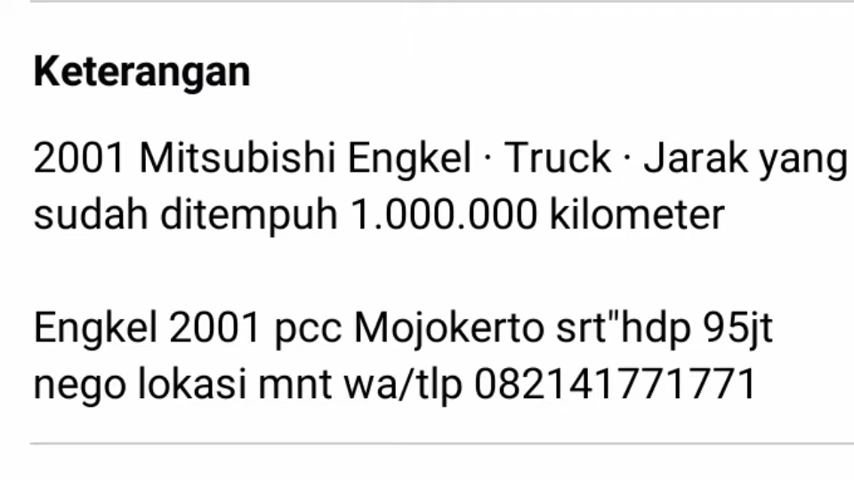 Keterangan
2001 Mitsubishi Engkel · Truck · Jarak yang
sudah ditempuh 1.000.000 kilometer
Engkel 2001 pcc Mojokerto srt"hdp 95jt
nego lokasi mnt wa/tlp 082141771771